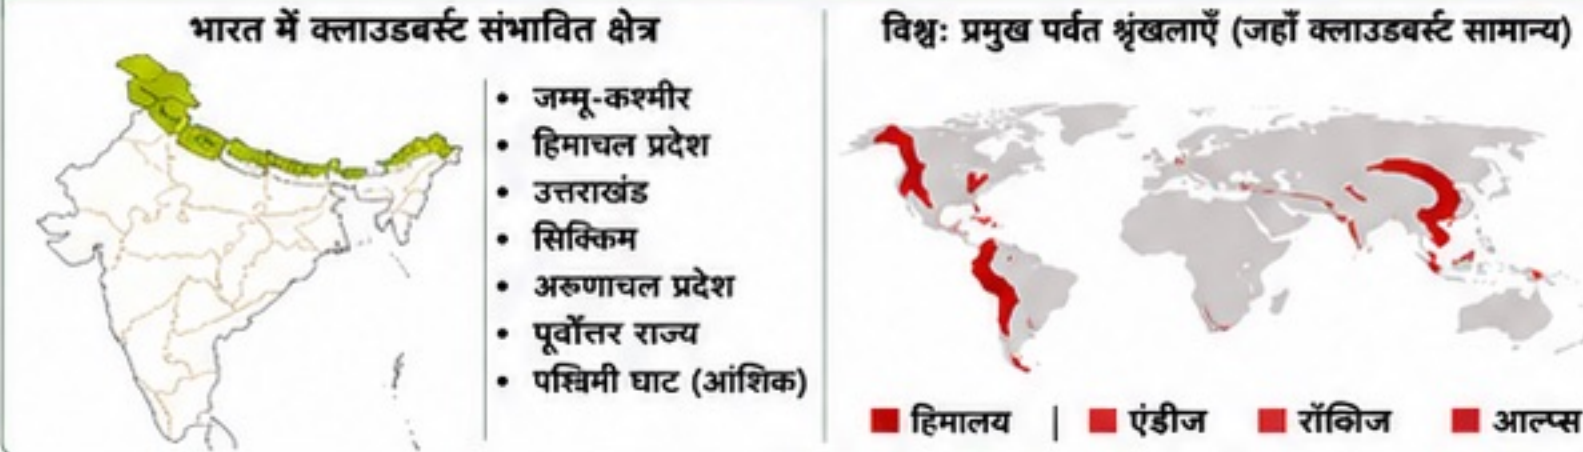 भारत में क्लाउडबर्स्ट संभावित क्षेत्र
• जम्मू-कश्मीर
• हिमाचल प्रदेश
• उत्तराखंड
• सिक्किम
• अरुणाचल प्रदेश
• पूर्वोत्तर राज्य
• पश्चिमी घाट (आंशिक)
विश्व: प्रमुख पर्वत श्रृंखलाएँ (जहाँ क्लाउडबर्स्ट सामान्य)
हिमालय | एंडीज रॉकिज आल्प्स